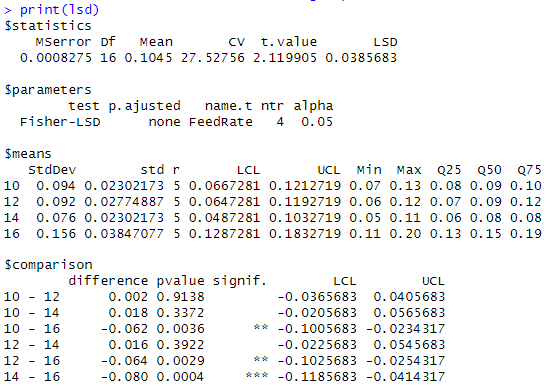 > print(lsd)
$statistics
MSerror Df Mean CV t.value LSD
0.0008275 16 0.1045 27.52756 2.119905 0.0385683
$parameters
test p.ajusted name.t ntr alpha
Fisher-LSD none FeedRate 4 0.05
$means
StdDev std r LCL UCL Min Max Q25 Q50 Q75
10 0.094 0.02302173 5 0.0667281 0.1212719 0.07 0.13 0.08 0.09 0.10
12 0.092 0.02774887 5 0.0647281 0.1192719 0.06 0.12 0.07 0.09 0.12
14 0.076 0.02302173 5 0.0487281 0.1032719 0.05 0.11 0.06 0.08 0.08
16 0.156 0.03847077 5 0.1287281 0.1832719 0.11 0.20 0.13 0.15 0.19
$comparison
difference pvalue signif. LCL UCL
10 - 12 0.002 0.9138 -0.0365683 0.0405683
10 - 14 0.018 0.3372 -0.0205683 0.0565683
10 - 16 -0.062 0.0036 ** -0.1005683 -0.0234317
12 - 14 0.016 0.3922 -0.0225683 0.0545683
12 - 16 -0.064 0.0029 ** -0.1025683 -0.0254317
14 - 16 -0.080 0.0004 *** -0.1185683 -0.0414317